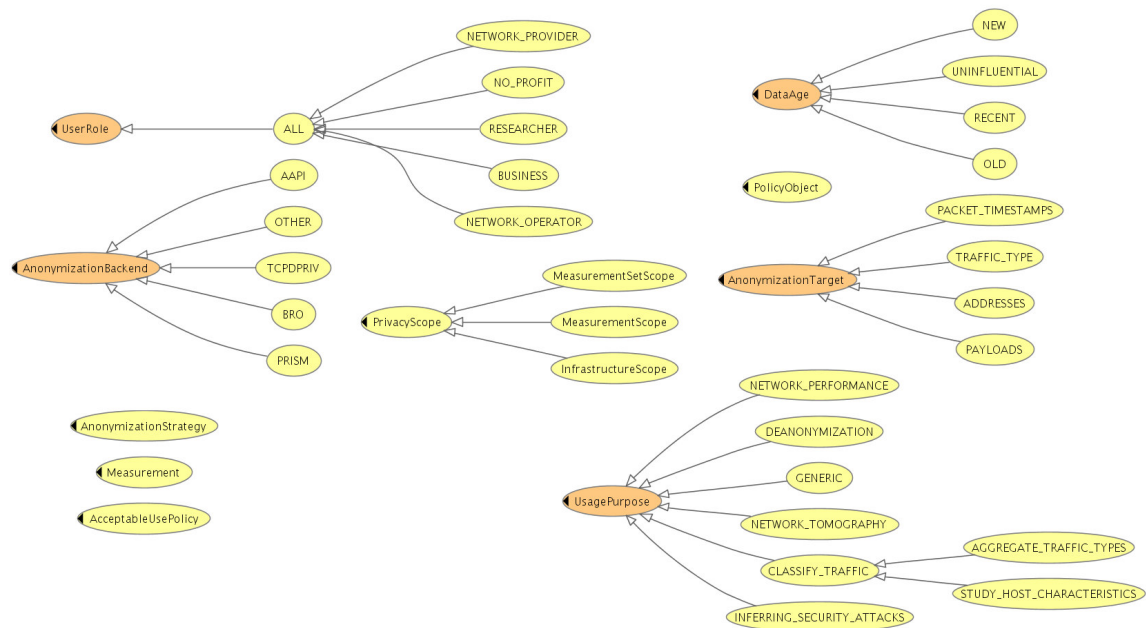 UserRole
ALL
NETWORK_PROVIDER
NO_PROFIT
RESEARCHER
BUSINESS
NETWORK_OPERATOR
AnonymizationBackend
AAPI
OTHER
TCPDPRIV
BRO
PRISM
PrivacyScope
MeasurementSetScope
MeasurementScope
InfrastructureScope
AnonymizationStrategy
Measurement
AcceptableUsePolicy
DataAge
NEW
UNINFLUENTIAL
RECENT
OLD
PolicyObject
AnonymizationTarget
PACKET_TIMESTAMPS
TRAFFIC_TYPE
ADDRESSES
PAYLOADS
UsagePurpose
NETWORK_PERFORMANCE
DEANONYMIZATION
GENERIC
NETWORK_TOMOGRAPHY
CLASSIFY_TRAFFIC
INFERRING_SECURITY_ATTACKS
AGGREGATE_TRAFFIC_TYPES
STUDY_HOST_CHARACTERISTICS